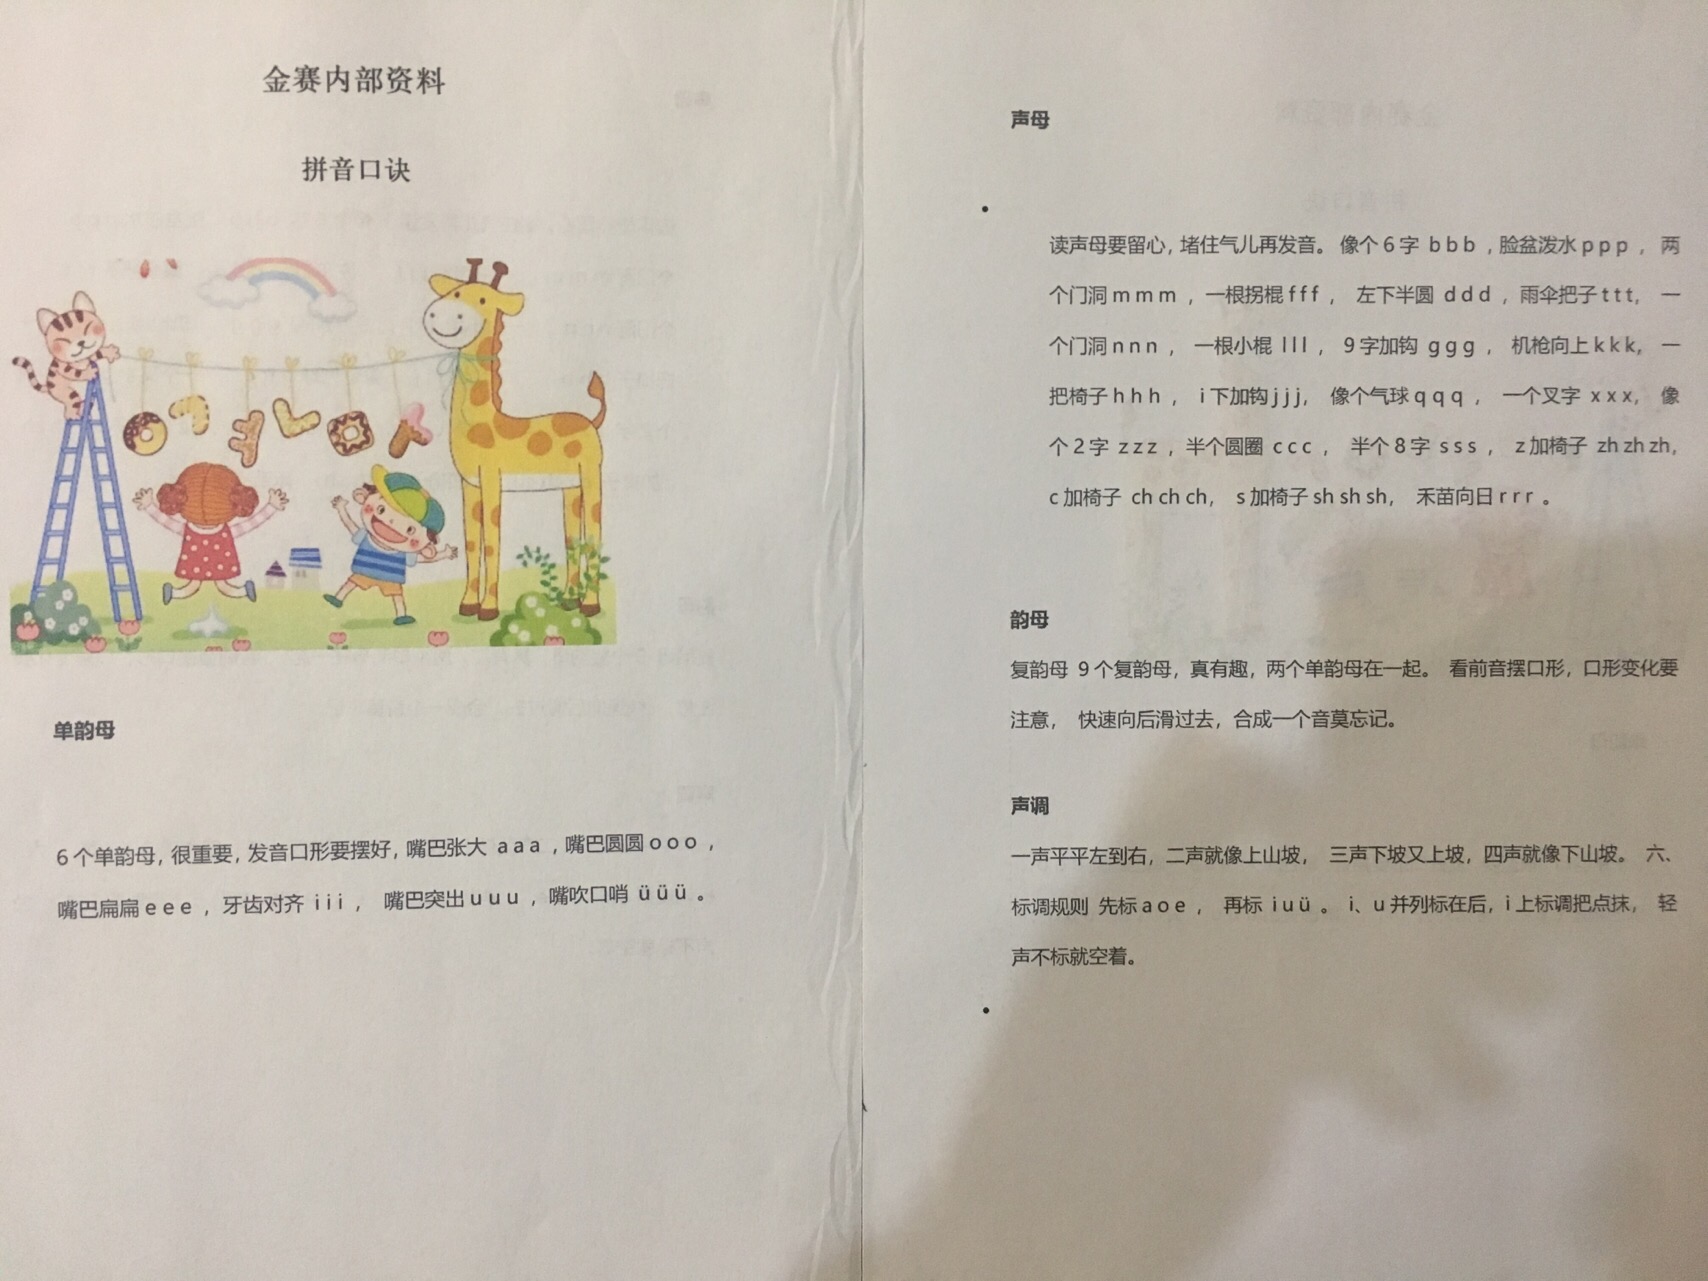 金赛内部资料
拼音口诀
单韵母
6个单韵母，很重要，发音口形要摆好，嘴巴张大 a a a ，嘴巴圆圆 o o o ，
嘴巴扁扁 e e e ，牙齿对齐 i i i ， 嘴巴突出 u u u ，嘴吹口哨 ü ü ü 。
声母
读声母要留心，堵住气儿再发音。 像个 6 字 b b b ，脸盆泼水 p p p ， 两
个门洞 m m m ，一根拐棍 f f f ， 左下半圆 d d d ，雨伞把子 t t t， 一
个门洞 n n n ， 一根小棍 l l l ， 9 字加钩 g g g ， 机枪向上 k k k， 一
把椅子 h h h ， i 下加钩 j j j， 像个气球 q q q ， 一个叉字 x x x， 像
个 2 字 z z z ，半个圆圈 c c c ， 半个 8 字 s s s ， z 加椅子 zh zh zh，
c 加椅子 ch ch ch， s 加椅子 sh sh sh， 禾苗向日 r r r 。
韵母
复韵母 9 个复韵母，真有趣，两个单韵母在一起。 看前音摆口形，口形变化要
注意， 快速向后滑过去，合成一个音莫忘记。
声调
一声平平左到右，二声就像上山坡， 三声下坡又上坡，四声就像下山坡。 六、
标调规则 先标 a o e ， 再标 i u ü 。 i、u 并列标在后，i 上标调把点抹， 轻
声不标就空着。